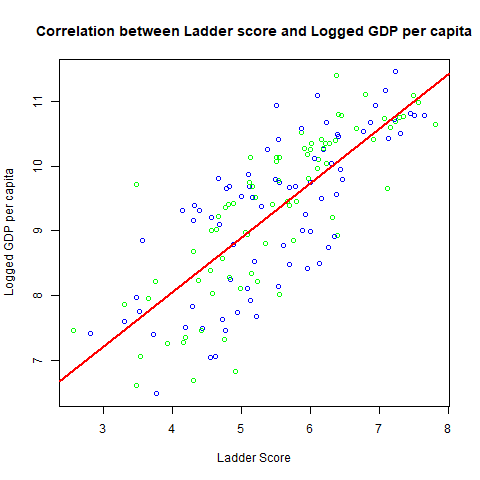 Correlation between Ladder score and Logged GDP per capita
Logged GDP per capita
11
10
9
8
7
3 4 5 6 7 8
Ladder Score